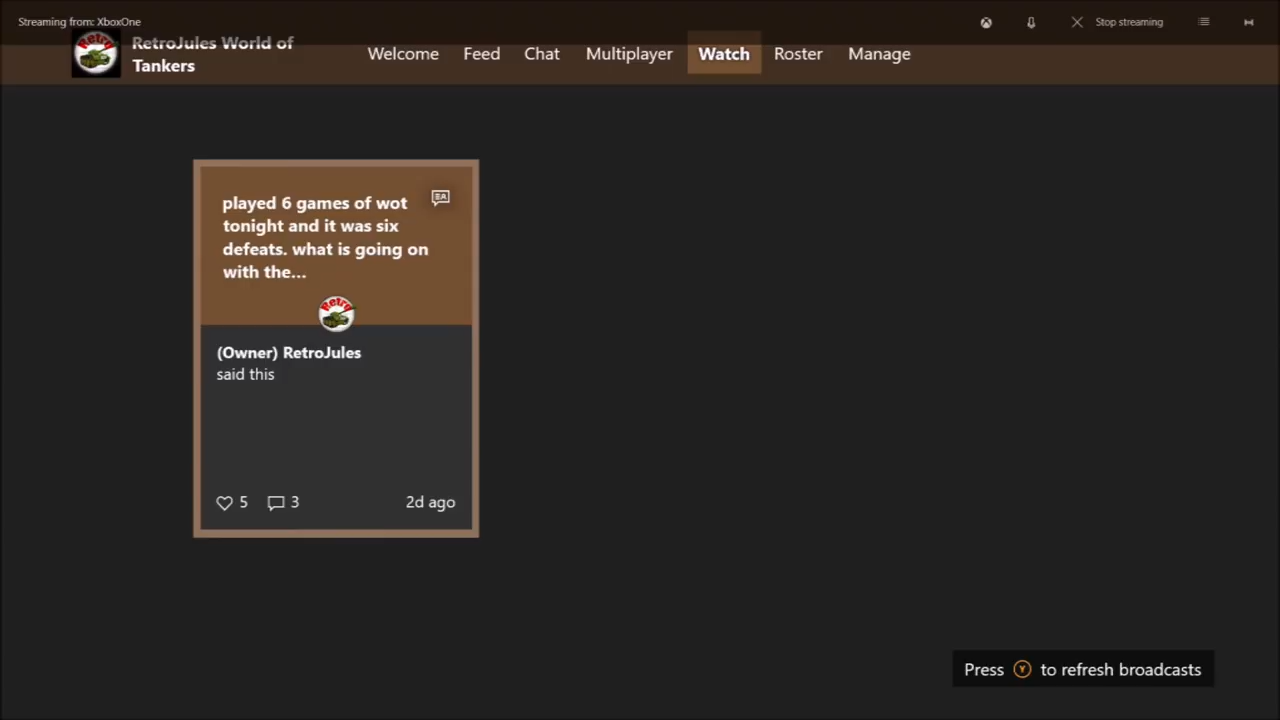 Streaming from: XboxOne
Stop streaming
RetroJules World of
Tankers
Welcome
Feed
Chat
Multiplayer
Watch
Roster
Manage
played 6 games of wot
tonight and it was six
defeats. what is going on
with the...
Retro
(Owner) RetroJules
said this
5
3
2d ago
Press Y to refresh broadcasts